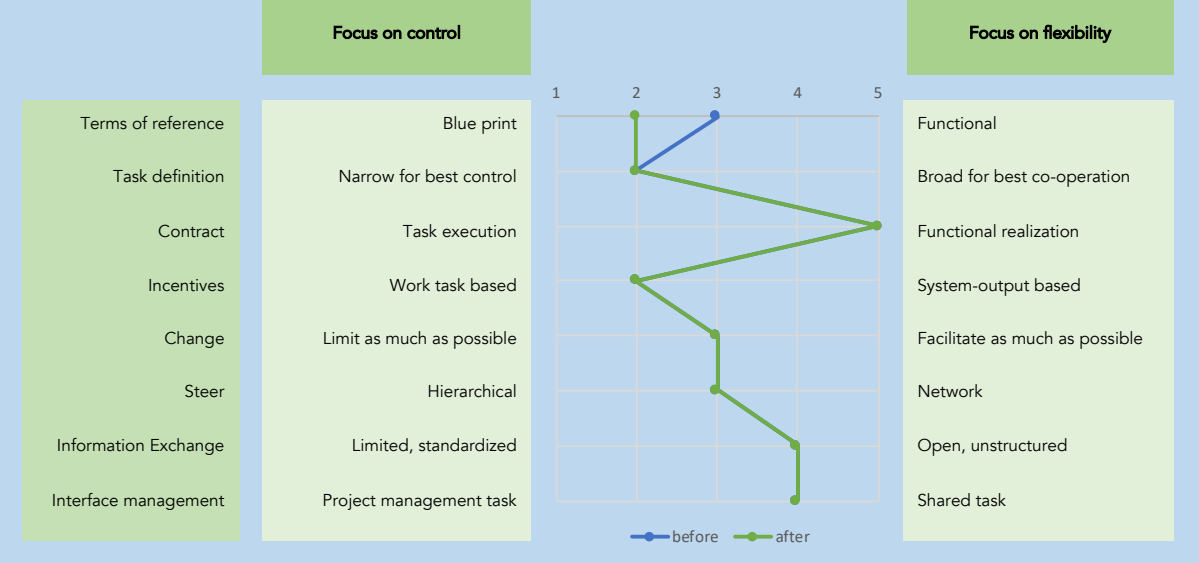 Focus on control
Focus on flexibility
1 2 3 4 5
Terms of reference Blue print Functional
Task definition Narrow for best control Broad for best co-operation
Contract Task execution Functional realization
Incentives Work task based System-output based
Change Limit as much as possible Facilitate as much as possible
Steer Hierarchical Network
Information Exchange Limited, standardized Open, unstructured
Interface management Project management task Shared task
before after